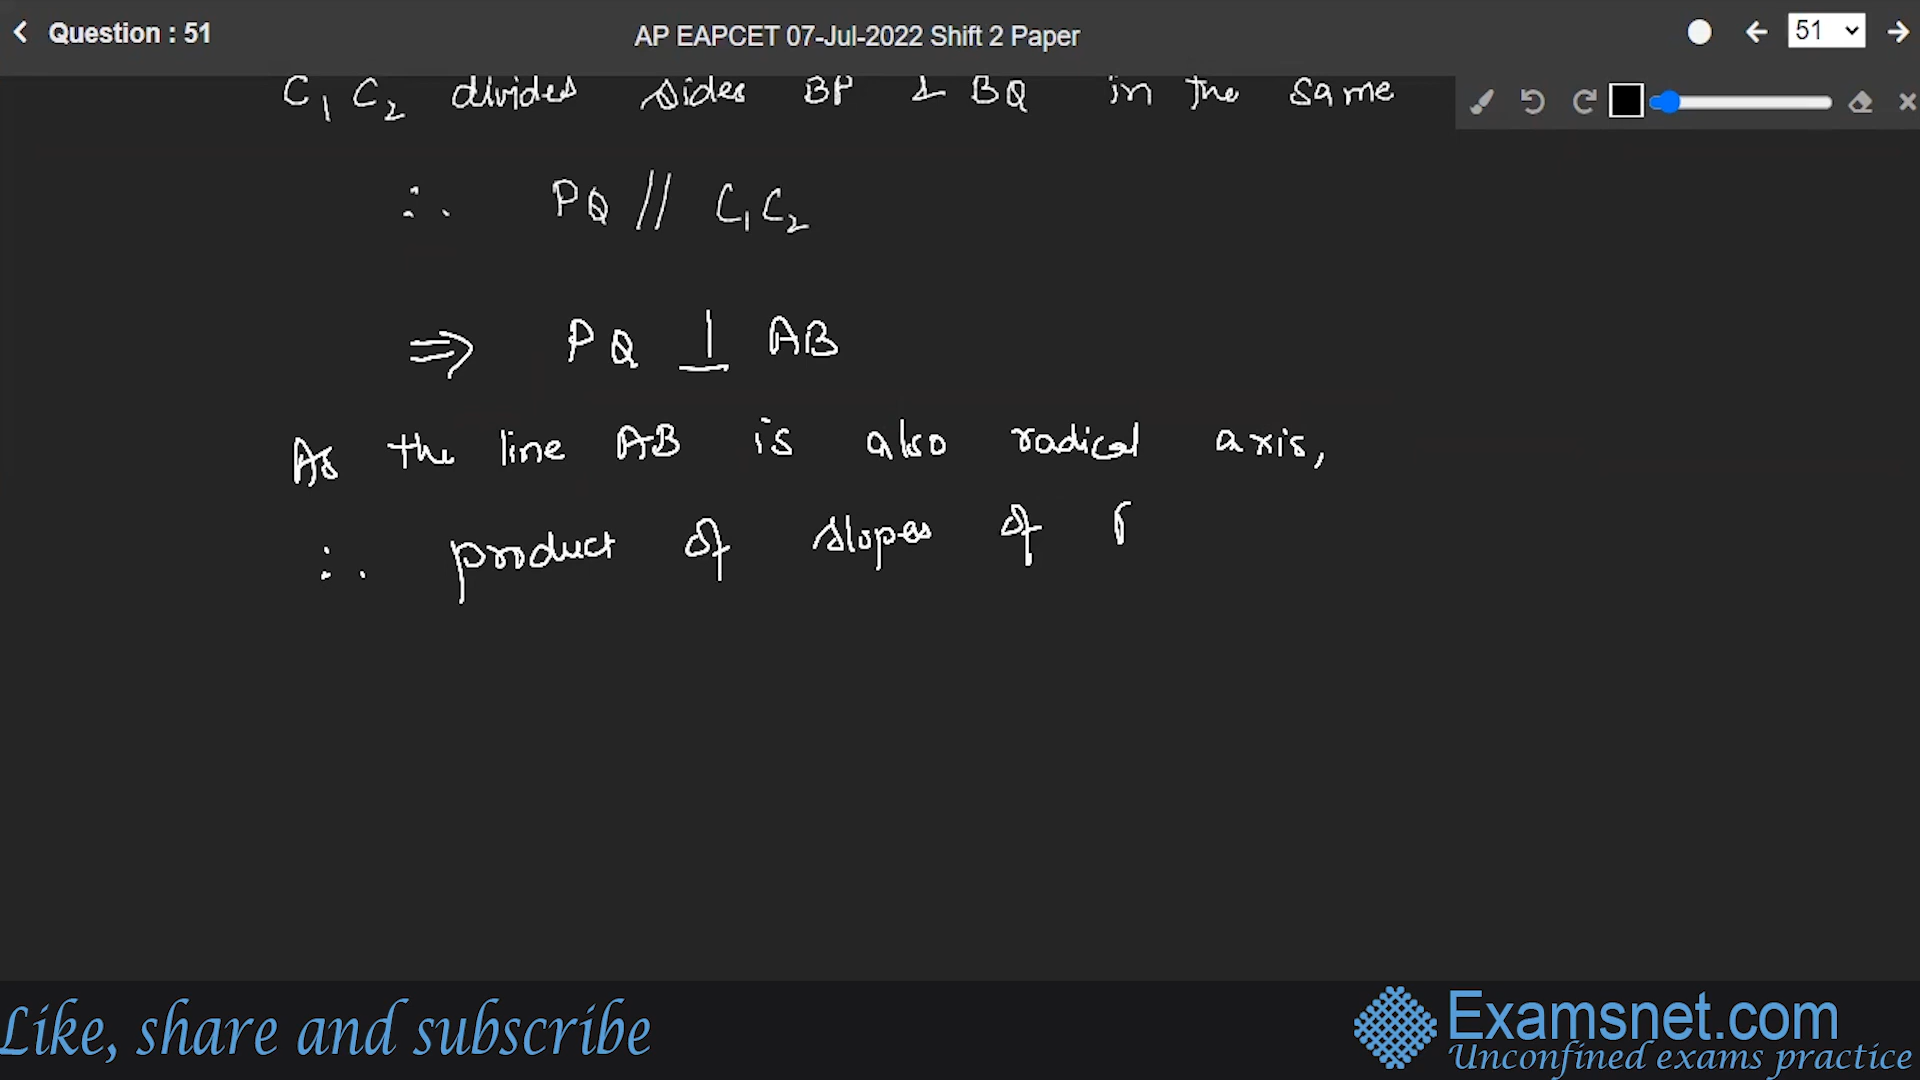 Question : 51
AP EAPCET 07-Jul-2022 Shift 2 Paper
51
C₁ C₂ divides sides BP & BQ in the same
∴ PQ // C₁C₂
⇒ PQ ⊥ AB
As the line AB is also radical axis,
∴ product of slopes of
Like, share and subscribe
Examsnet.com
Unconfined exams practice